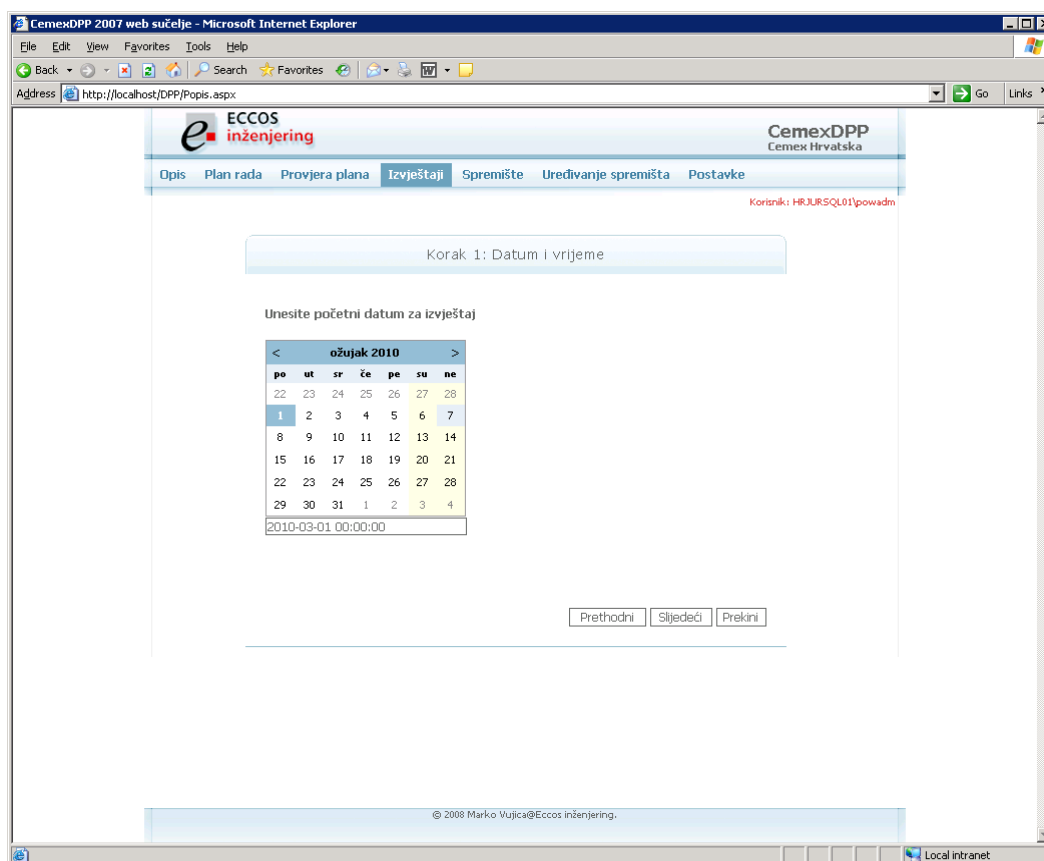 CemexDPP 2007 web sučelje - Microsoft Internet Explorer
File Edit View Favorites Tools Help
Back Search Favorites
Address http://localhost/DPP/Popis.aspx Go Links
ECCOS
inženjering
CemexDPP
Cemex Hrvatska
Opis Plan rada Provjera plana Izvještaji Spremište Uređivanje spremišta Postavke
Korisnik: HRJURSQL01\powadm
Korak 1: Datum i vrijeme
Unesite početni datum za izvještaj
< ožujak 2010 >
po ut sr če pe su ne
22 23 24 25 26 27 28
1 2 3 4 5 6 7
8 9 10 11 12 13 14
15 16 17 18 19 20 21
22 23 24 25 26 27 28
29 30 31 1 2 3 4
2010-03-01 00:00:00
Prethodni Slijedeći Prekini
© 2008 Marko Vujica@Eccos inženjering.
Local intranet